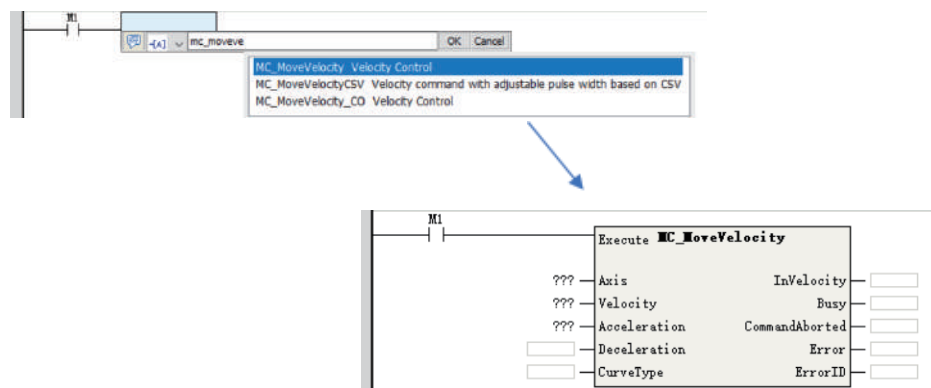 M1
-[A] mc_moveve OK Cancel
MC_MoveVelocity Velocity Control
MC_MoveVelocityCSV Velocity command with adjustable pulse width based on CSV
MC_MoveVelocity_CO Velocity Control
M1
Execute MC_MoveVelocity
??? Axis InVelocity
??? Velocity Busy
??? Acceleration CommandAborted
Deceleration Error
CurveType ErrorID